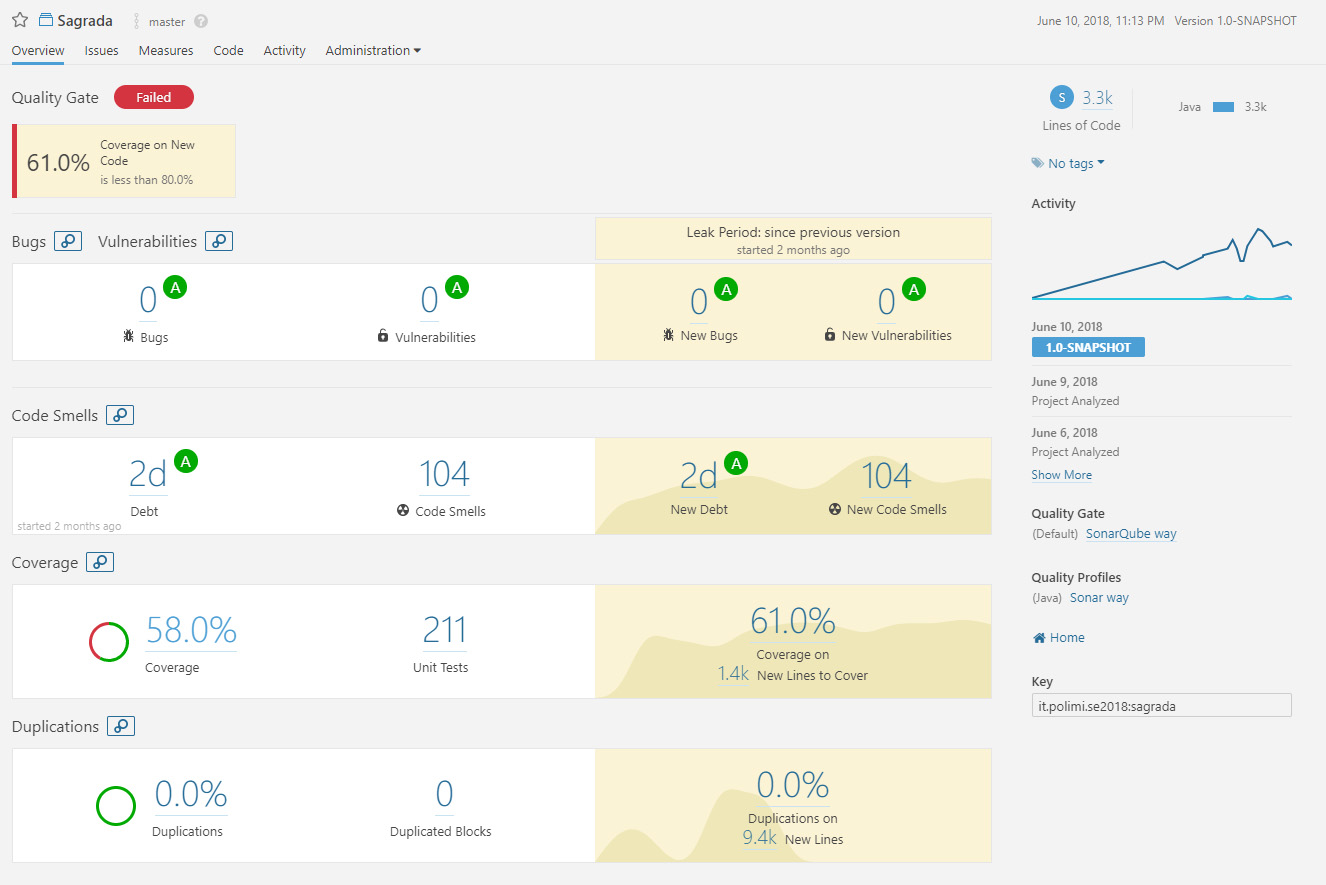 Sagrada master ?
June 10, 2018, 11:13 PM Version 1.0-SNAPSHOT
Overview Issues Measures Code Activity Administration
Quality Gate Failed
61.0%
Coverage on New
Code
is less than 80.0%
Bugs Vulnerabilities
Leak Period: since previous version
started 2 months ago
0 A
Bugs
0 A
Vulnerabilities
0 A
New Bugs
0 A
New Vulnerabilities
Code Smells
2d A
Debt
104
Code Smells
started 2 months ago
2d A
New Debt
104
New Code Smells
Coverage
58.0%
Coverage
211
Unit Tests
61.0%
Coverage on
1.4k New Lines to Cover
Duplications
0.0%
Duplications
0
Duplicated Blocks
0.0%
Duplications on
9.4k New Lines
S 3.3k
Lines of Code
Java 3.3k
No tags
Activity
June 10, 2018
1.0-SNAPSHOT
June 9, 2018
Project Analyzed
June 6, 2018
Project Analyzed
Show More
Quality Gate
(Default) SonarQube way
Quality Profiles
(Java) Sonar way
Home
Key
it.polimi.se2018:sagrada